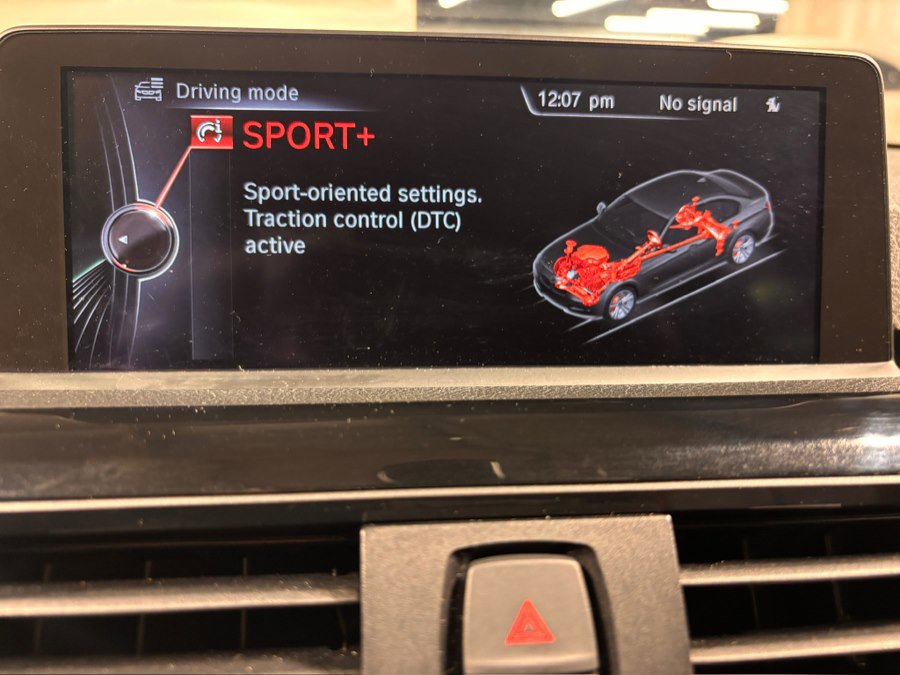 Driving mode
12:07 pm
No signal
SPORT+
Sport-oriented settings.
Traction control (DTC)
active